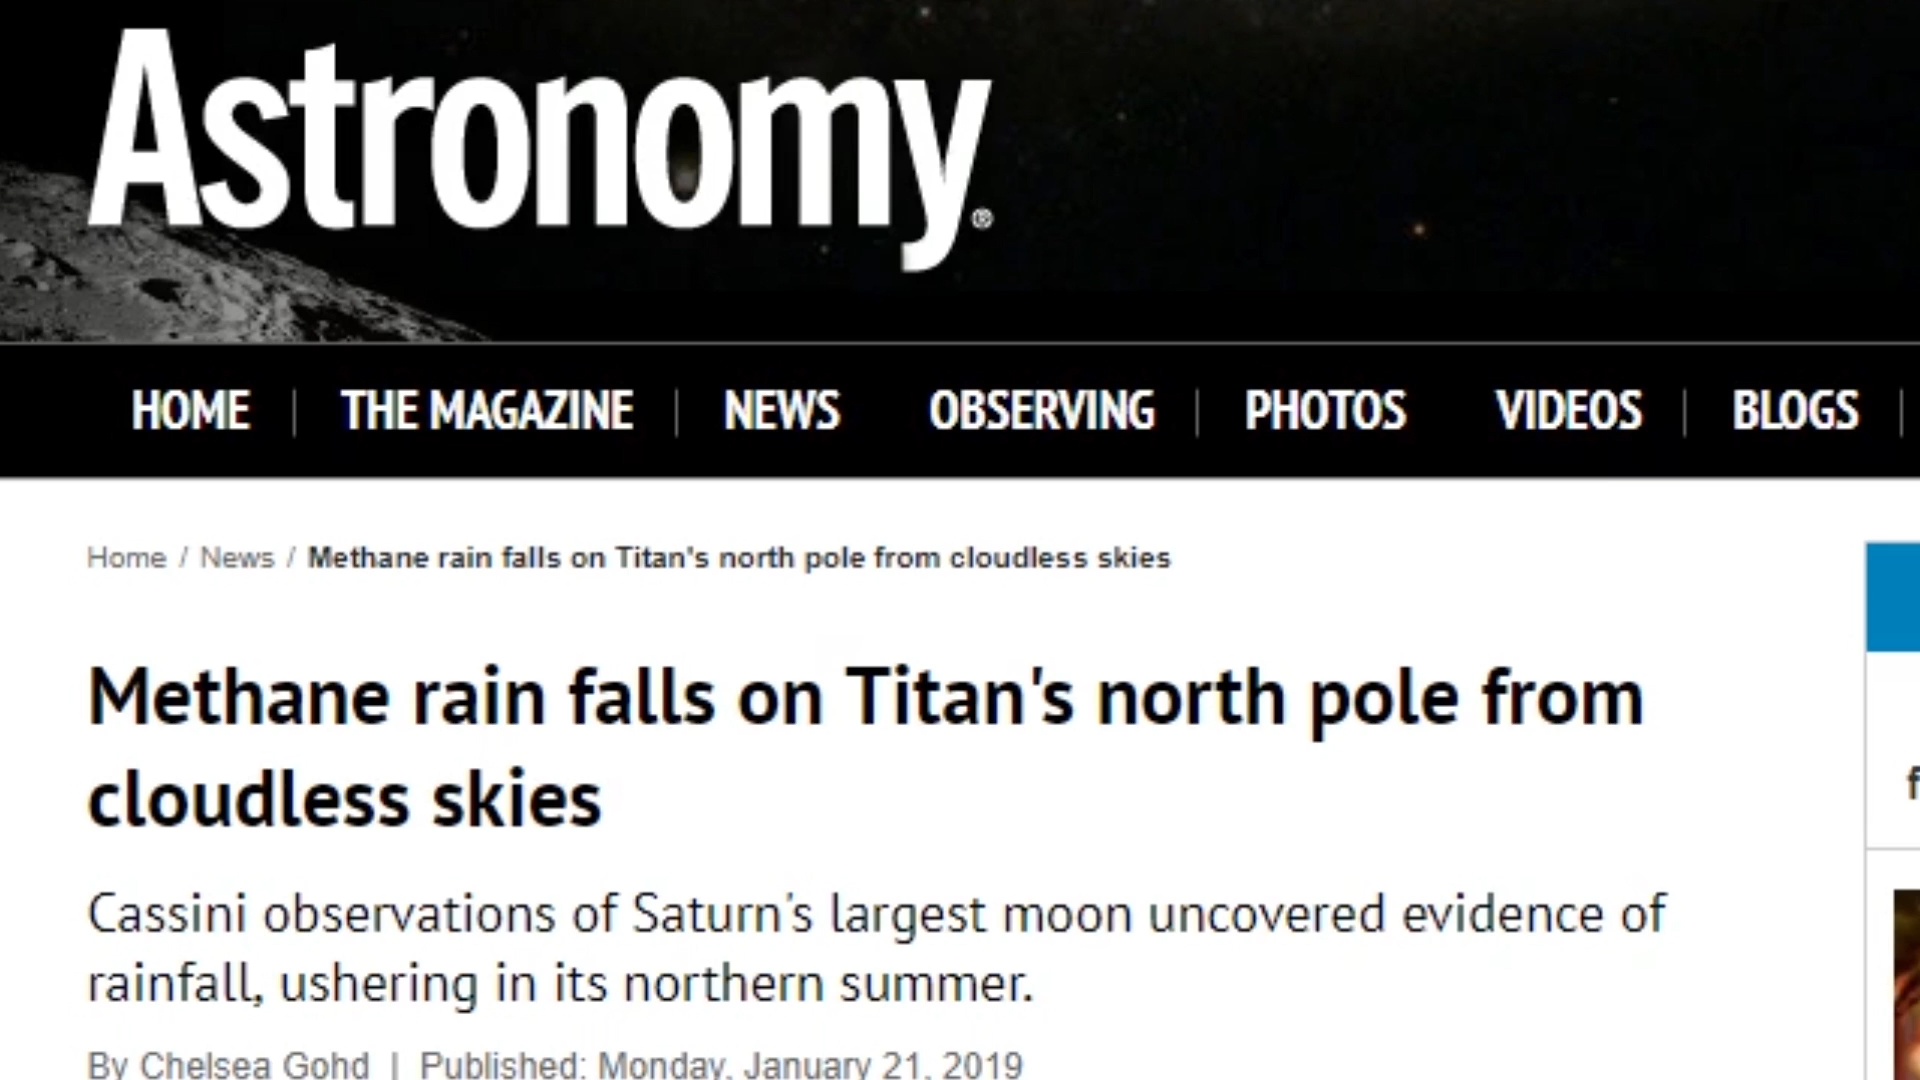 Astronomy®
HOME | THE MAGAZINE | NEWS OBSERVING | PHOTOS VIDEOS | BLOGS |
Home / News / Methane rain falls on Titan's north pole from cloudless skies
Methane rain falls on Titan's north pole from
cloudless skies
Cassini observations of Saturn's largest moon uncovered evidence of
rainfall, ushering in its northern summer.
By Chelsea Gohd | Published: Monday, January 21, 2019